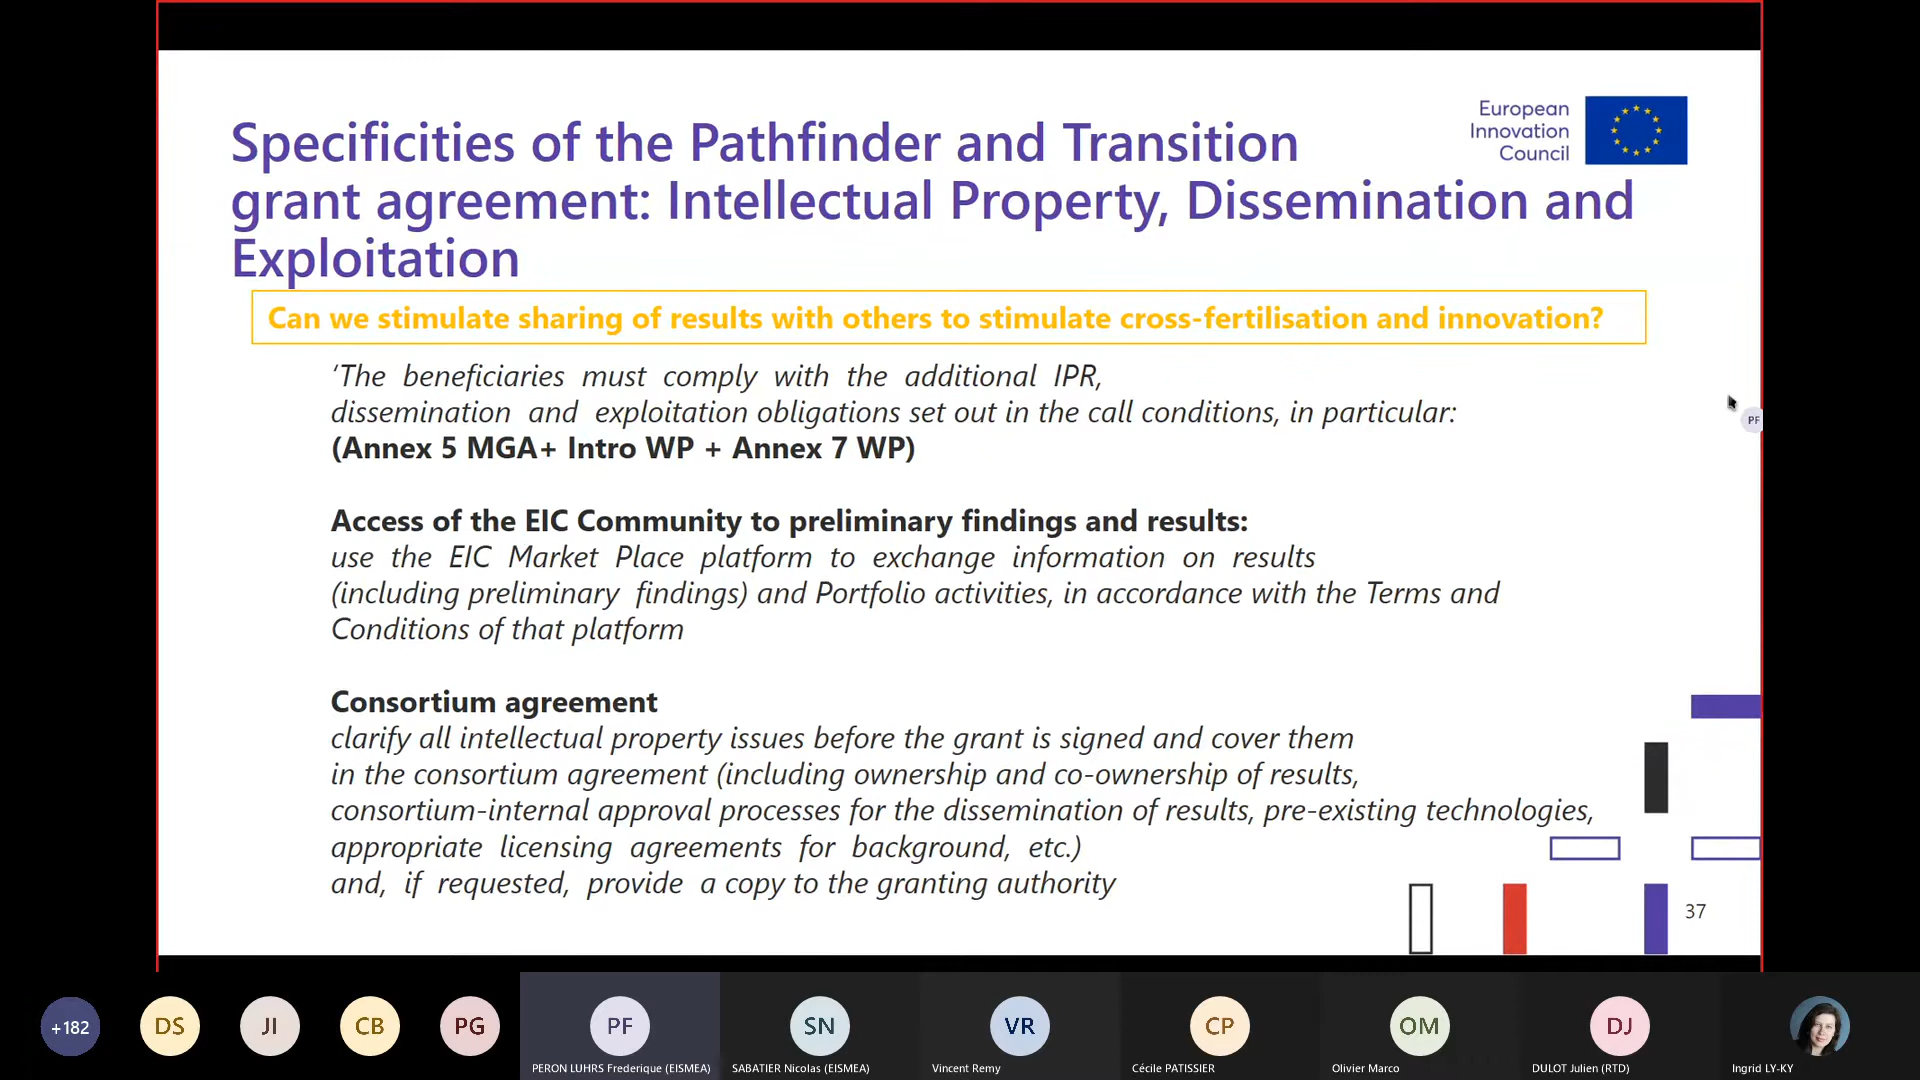 European
Innovation
Council
Specificities of the Pathfinder and Transition
grant agreement: Intellectual Property, Dissemination and
Exploitation
Can we stimulate sharing of results with others to stimulate cross-fertilisation and innovation?
‘The beneficiaries must comply with the additional IPR,
dissemination and exploitation obligations set out in the call conditions, in particular:
(Annex 5 MGA+ Intro WP + Annex 7 WP)
Access of the EIC Community to preliminary findings and results:
use the EIC Market Place platform to exchange information on results
(including preliminary findings) and Portfolio activities, in accordance with the Terms and
Conditions of that platform
Consortium agreement
clarify all intellectual property issues before the grant is signed and cover them
in the consortium agreement (including ownership and co-ownership of results,
consortium-internal approval processes for the dissemination of results, pre-existing technologies,
appropriate licensing agreements for background, etc.)
and, if requested, provide a copy to the granting authority
37
PF
+182
DS
JI
CB
PG
PF
SN
VR
CP
OM
DJ
PERON LUHRS Frederique (EISMEA)
SABATIER Nicolas (EISMEA)
Vincent Remy
Cécile PATISSIER
Olivier Marco
DULOT Julien (RTD)
Ingrid LY-KY